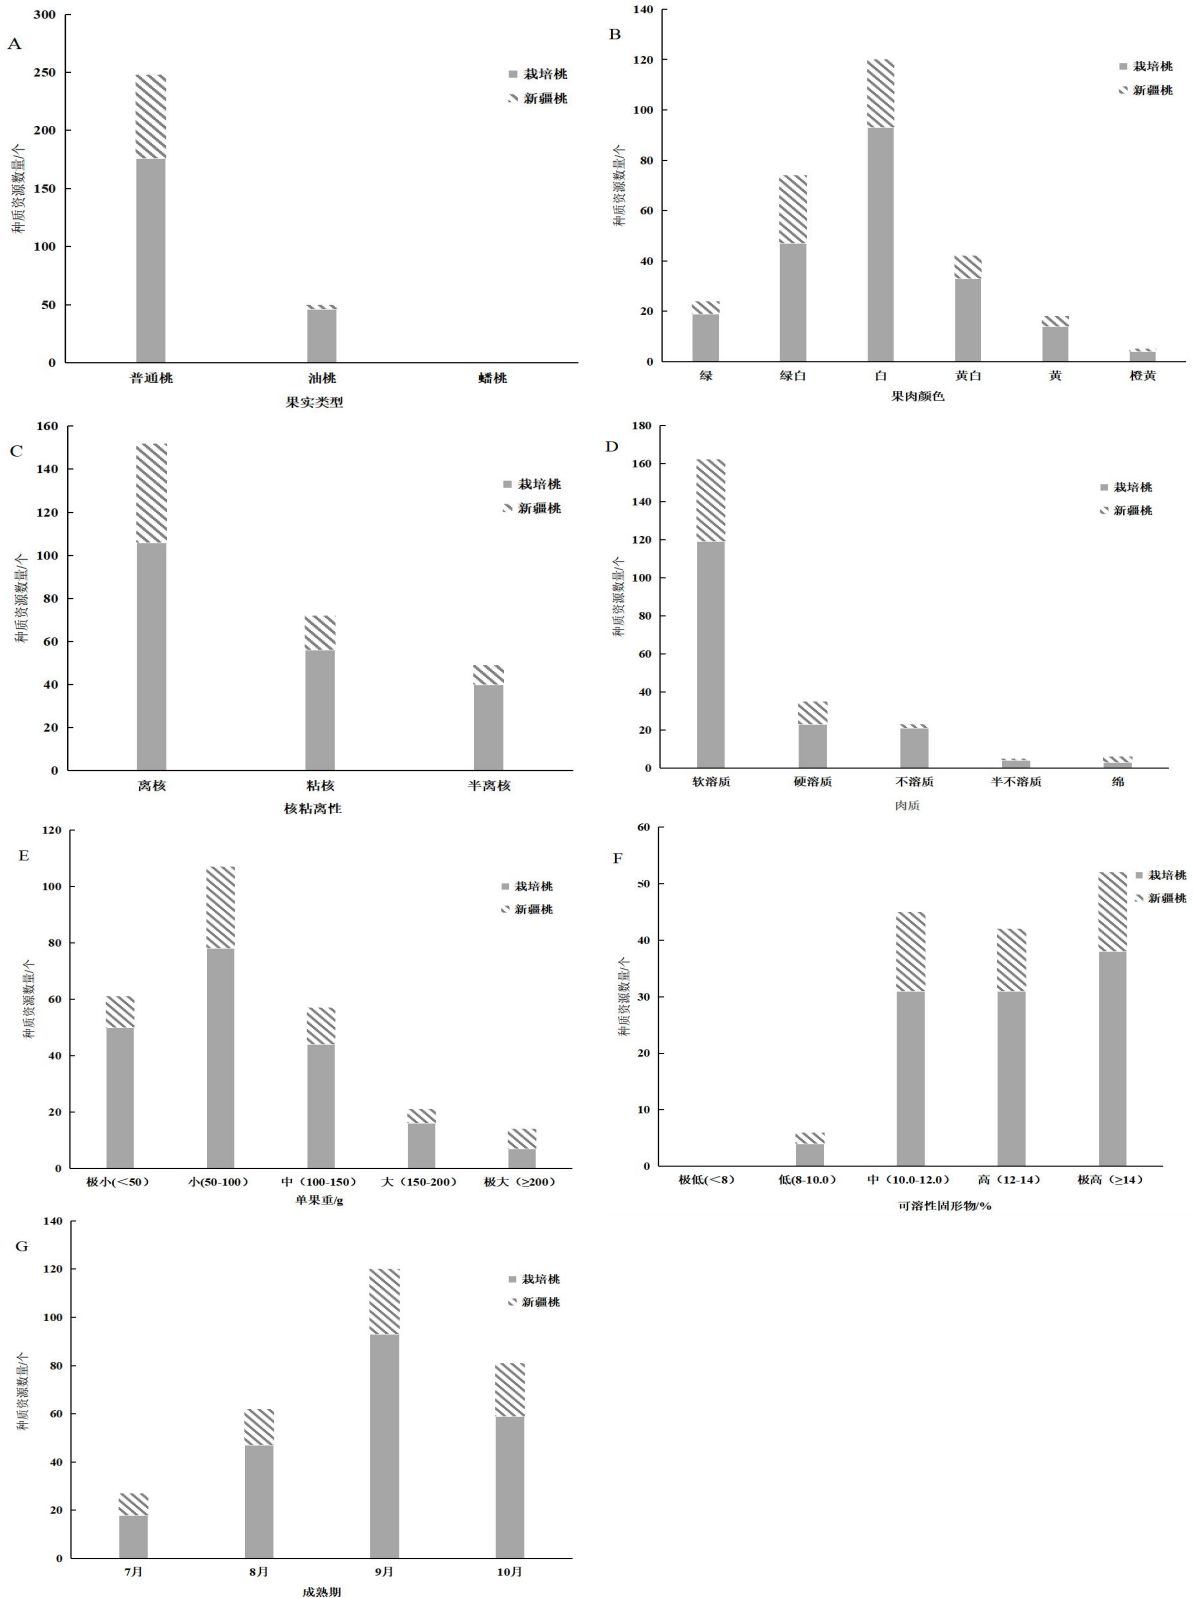 A
种质资源数量/个
300
250
200
150
100
50
0
栽培桃
新疆桃
普通桃 油桃 蟠桃
果实类型
B
种质资源数量/个
140
120
100
80
60
40
20
0
栽培桃
新疆桃
绿 绿白 白 黄白 黄 橙黄
果肉颜色
C
种质资源数量/个
160
140
120
100
80
60
40
20
0
栽培桃
新疆桃
离核 粘核 半离核
核粘离性
D
种质资源数量/个
180
160
140
120
100
80
60
40
20
0
栽培桃
新疆桃
软溶质 硬溶质 不溶质 半不溶质 绵
肉质
E
种质资源数量/个
120
100
80
60
40
20
0
栽培桃
新疆桃
极小(＜50） 小(50-100） 中（100-150） 大（150-200） 极大（≥200）
单果重/g
F
种质资源数量/个
60
50
40
30
20
10
0
栽培桃
新疆桃
极低(＜8） 低(8-10.0） 中（10.0-12.0） 高（12-14） 极高（≥14）
可溶性固形物/%
G
种质资源数量/个
140
120
100
80
60
40
20
0
栽培桃
新疆桃
7月 8月 9月 10月
成熟期